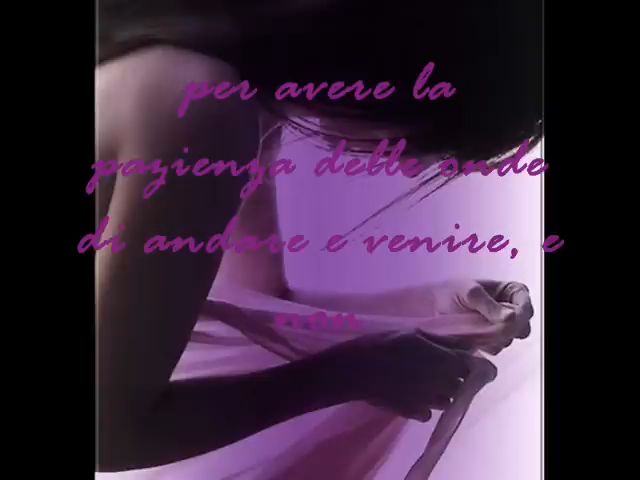 per avere la
pazienza delle onde
di andare e venire, e
non